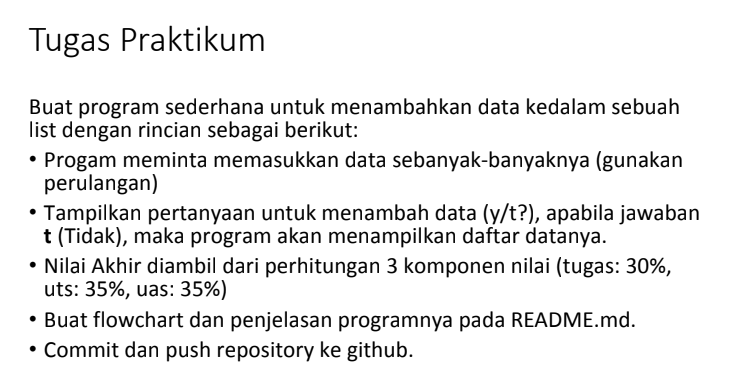 Tugas Praktikum
Buat program sederhana untuk menambahkan data kedalam sebuah
list dengan rincian sebagai berikut:
• Progam meminta memasukkan data sebanyak-banyaknya (gunakan
perulangan)
• Tampilkan pertanyaan untuk menambah data (y/t?), apabila jawaban
t (Tidak), maka program akan menampilkan daftar datanya.
• Nilai Akhir diambil dari perhitungan 3 komponen nilai (tugas: 30%,
uts: 35%, uas: 35%)
• Buat flowchart dan penjelasan programnya pada README.md.
• Commit dan push repository ke github.